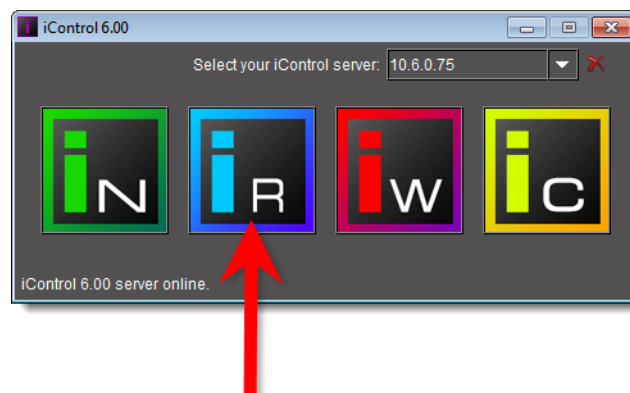 iControl 6.00
Select your iControl server: 10.6.0.75
iN iR iW iC
iControl 6.00 server online.